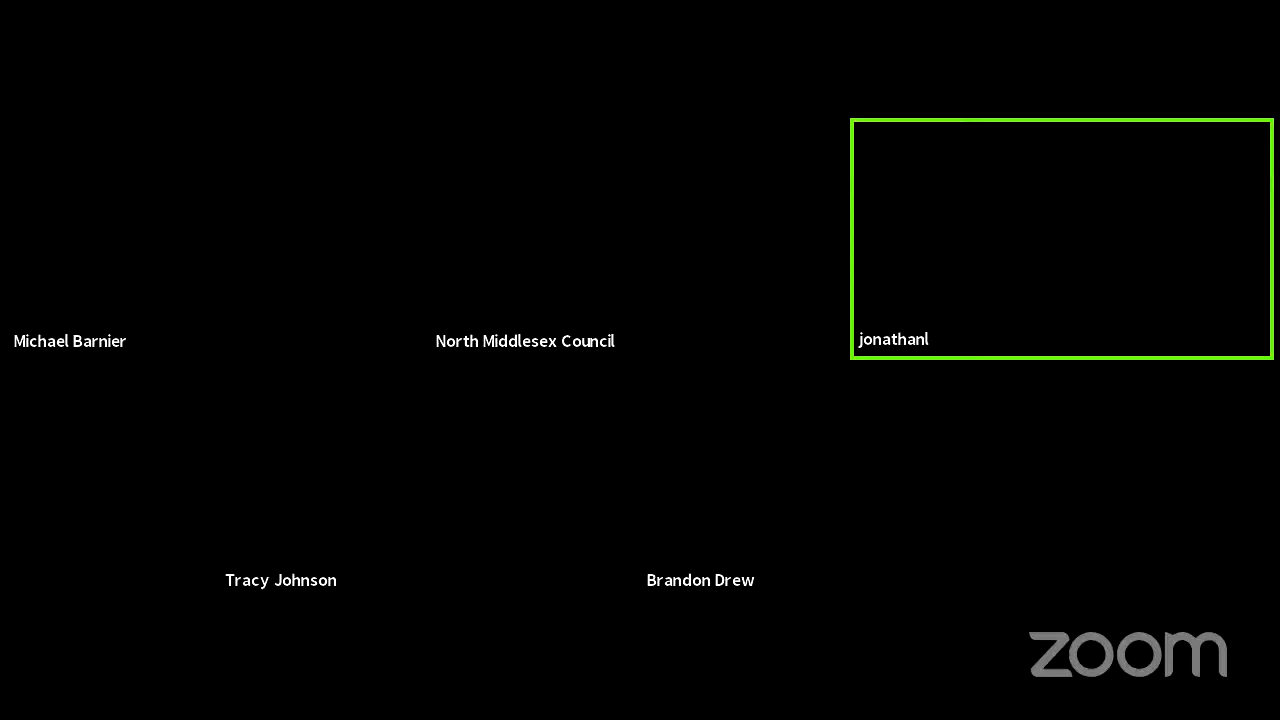 Michael Barnier
North Middlesex Council
jonathanl
Tracy Johnson
Brandon Drew
zoom